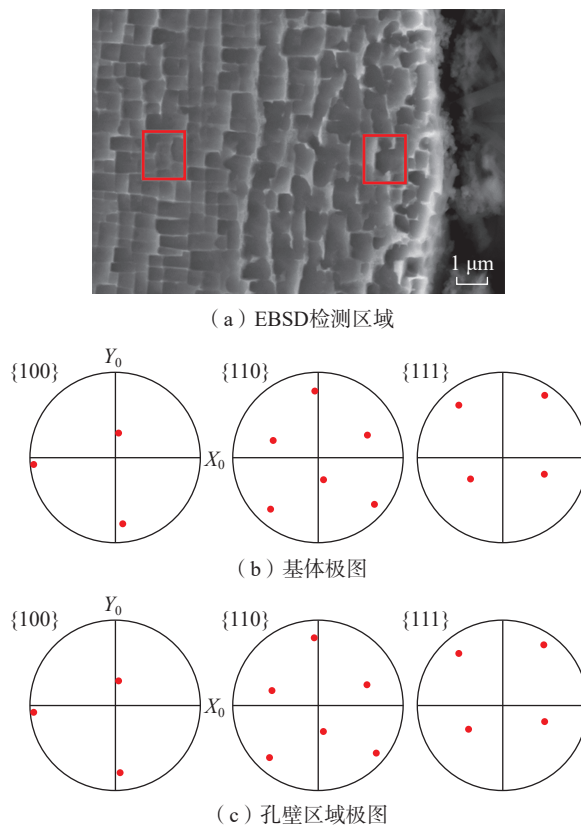 1 μm
（a）EBSD检测区域
Y₀
{100} {110} {111}
X₀
（b）基体极图
Y₀
{100} {110} {111}
X₀
（c）孔壁区域极图